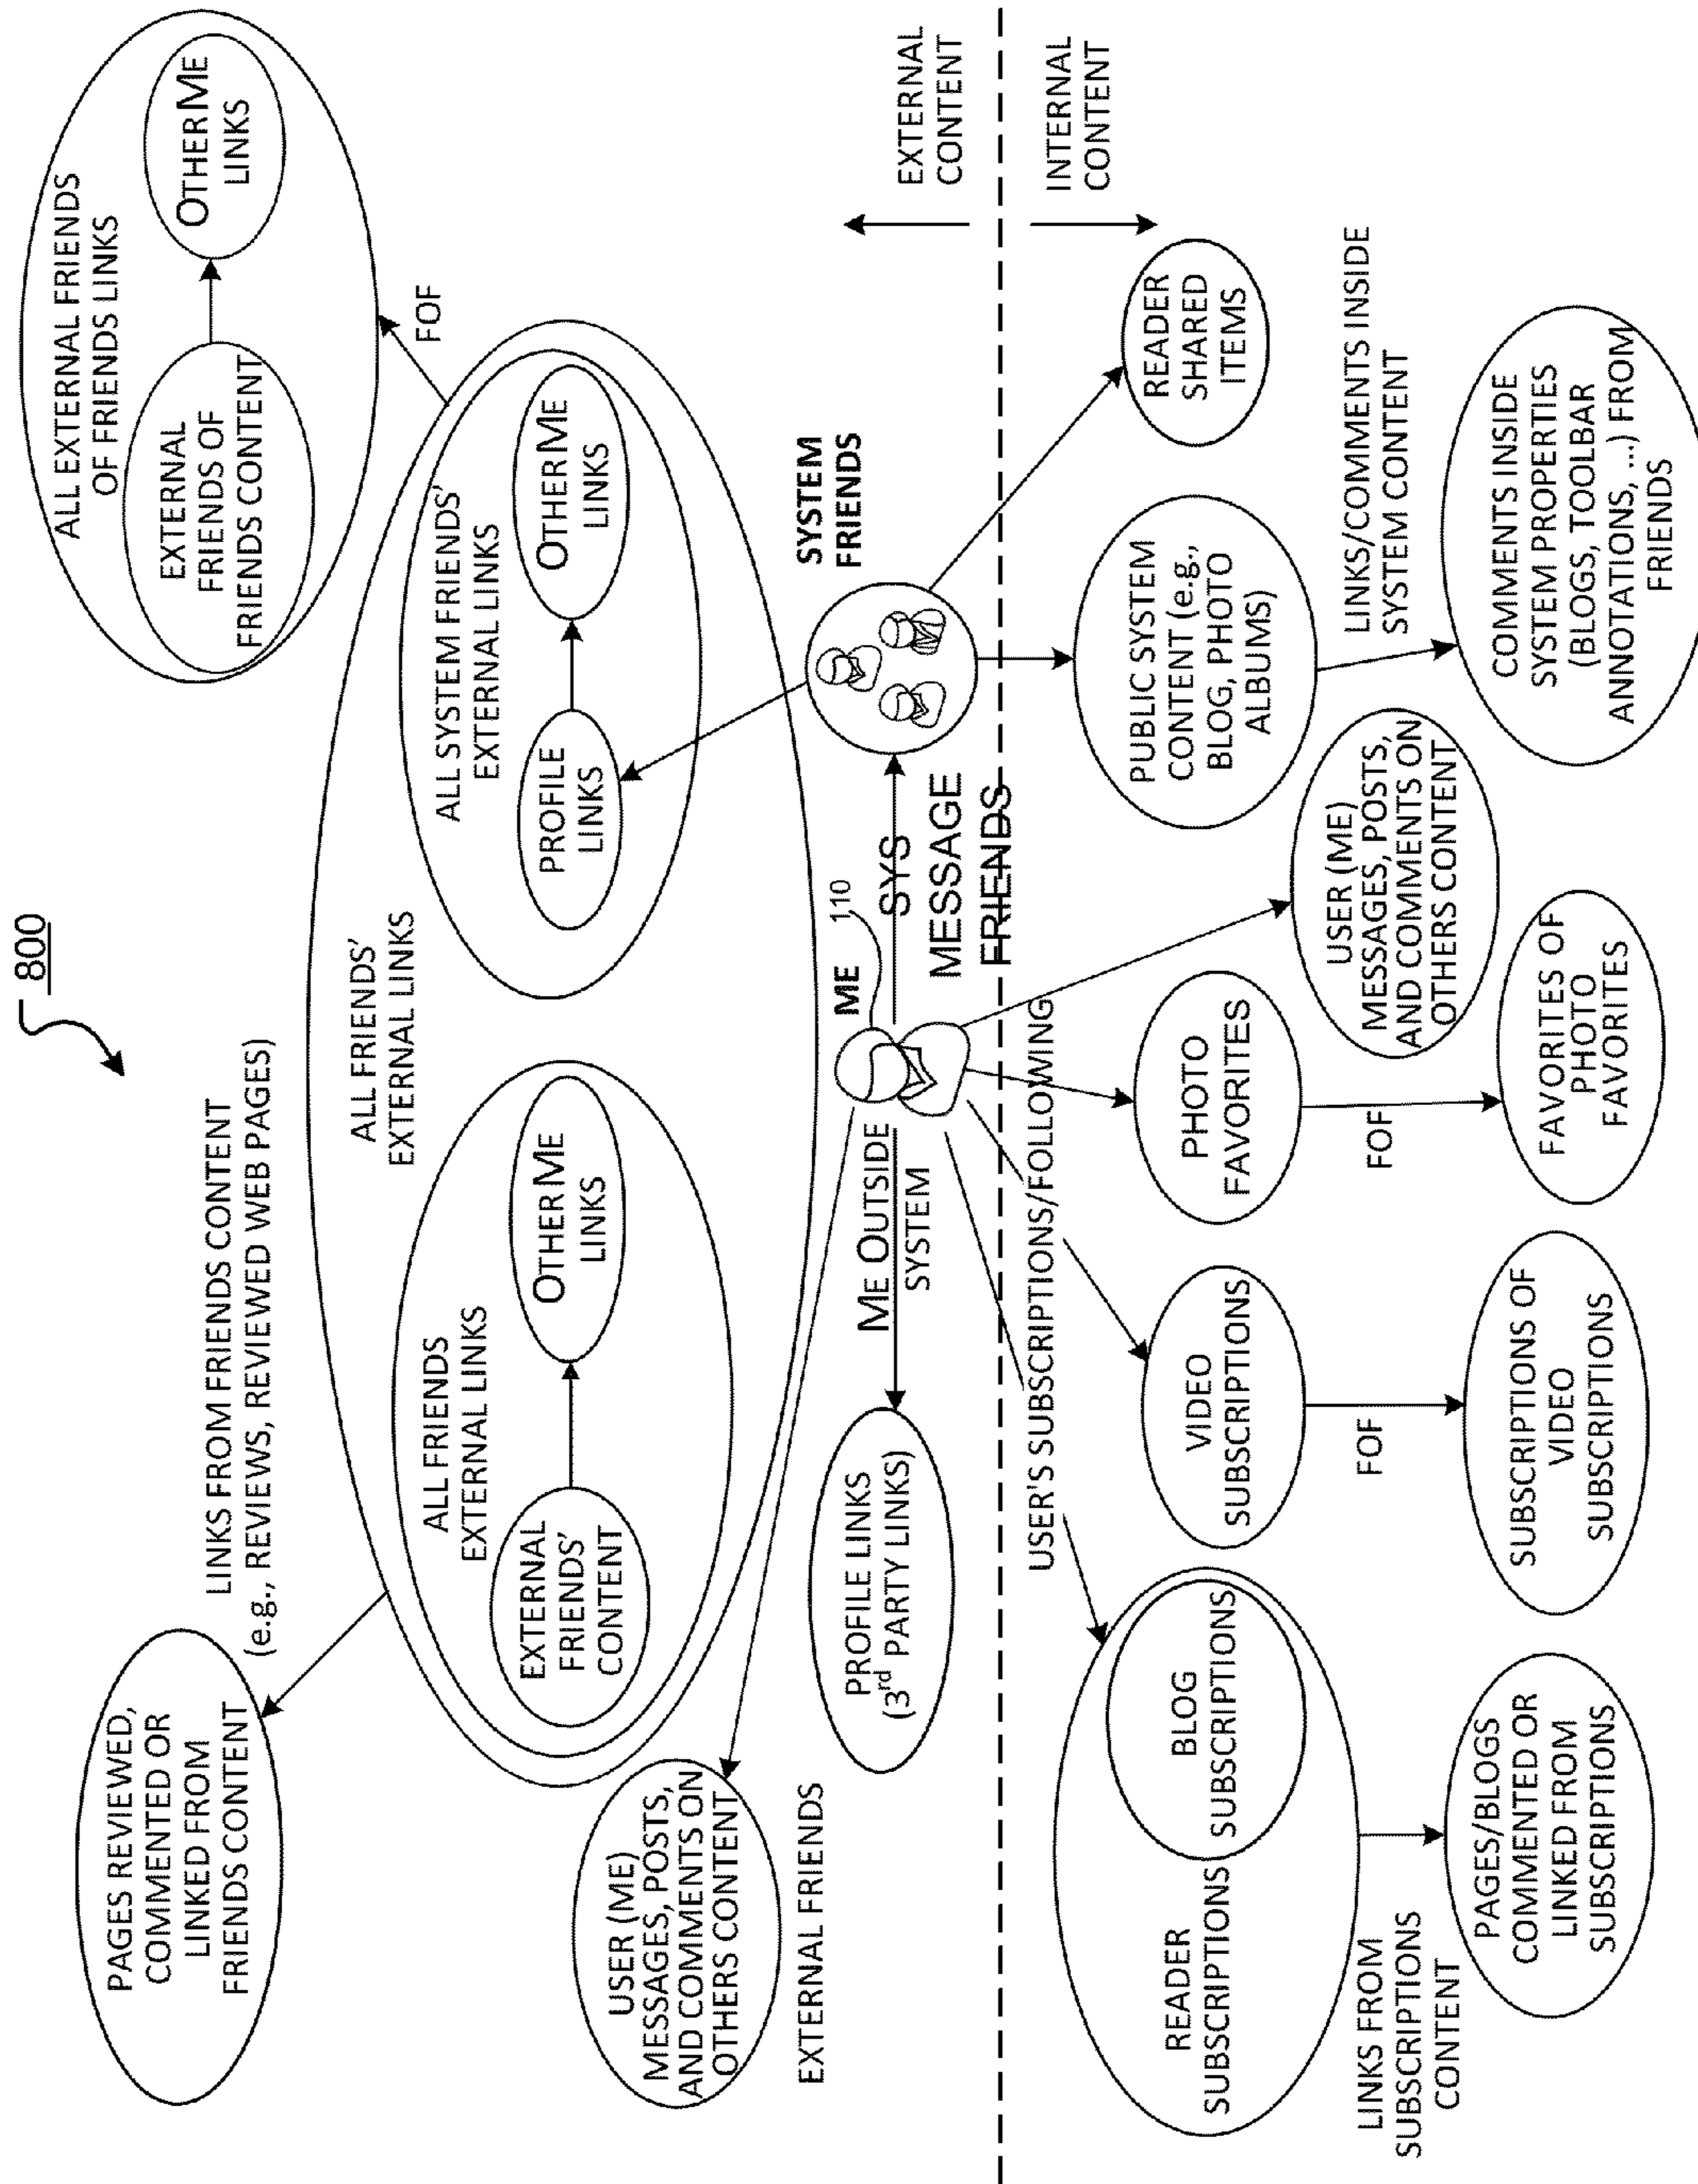 800
PAGES REVIEWED,
COMMENTED OR
LINKED FROM
FRIENDS CONTENT
LINKS FROM FRIENDS CONTENT
(e.g., REVIEWS, REVIEWED WEB PAGES)
ALL EXTERNAL FRIENDS
OF FRIENDS LINKS
EXTERNAL
FRIENDS OF
FRIENDS CONTENT
OTHER ME
LINKS
FOF
ALL FRIENDS'
EXTERNAL LINKS
ALL FRIENDS
EXTERNAL LINKS
EXTERNAL
FRIENDS'
CONTENT
OTHER ME
LINKS
ALL SYSTEM FRIENDS'
EXTERNAL LINKS
PROFILE
LINKS
OTHER ME
LINKS
USER (ME)
MESSAGES, POSTS,
AND COMMENTS ON
OTHERS CONTENT
EXTERNAL FRIENDS
PROFILE LINKS
(3rd PARTY LINKS)
ME OUTSIDE
SYSTEM
ME
110
SYS
MESSAGE
FRIENDS
SYSTEM
FRIENDS
EXTERNAL
CONTENT
INTERNAL
CONTENT
USER'S SUBSCRIPTIONS/FOLLOWING
READER
SUBSCRIPTIONS
BLOG
SUBSCRIPTIONS
VIDEO
SUBSCRIPTIONS
PHOTO
FAVORITES
USER (ME)
MESSAGES, POSTS,
AND COMMENTS ON
OTHERS CONTENT
PUBLIC SYSTEM
CONTENT (e.g.,
BLOG, PHOTO
ALBUMS)
READER
SHARED
ITEMS
LINKS FROM
SUBSCRIPTIONS
CONTENT
FOF
FOF
LINKS/COMMENTS INSIDE
SYSTEM CONTENT
PAGES/BLOGS
COMMENTED OR
LINKED FROM
SUBSCRIPTIONS
SUBSCRIPTIONS OF
VIDEO
SUBSCRIPTIONS
FAVORITES OF
PHOTO
FAVORITES
COMMENTS INSIDE
SYSTEM PROPERTIES
(BLOGS, TOOLBAR
ANNOTATIONS, ...) FROM
FRIENDS